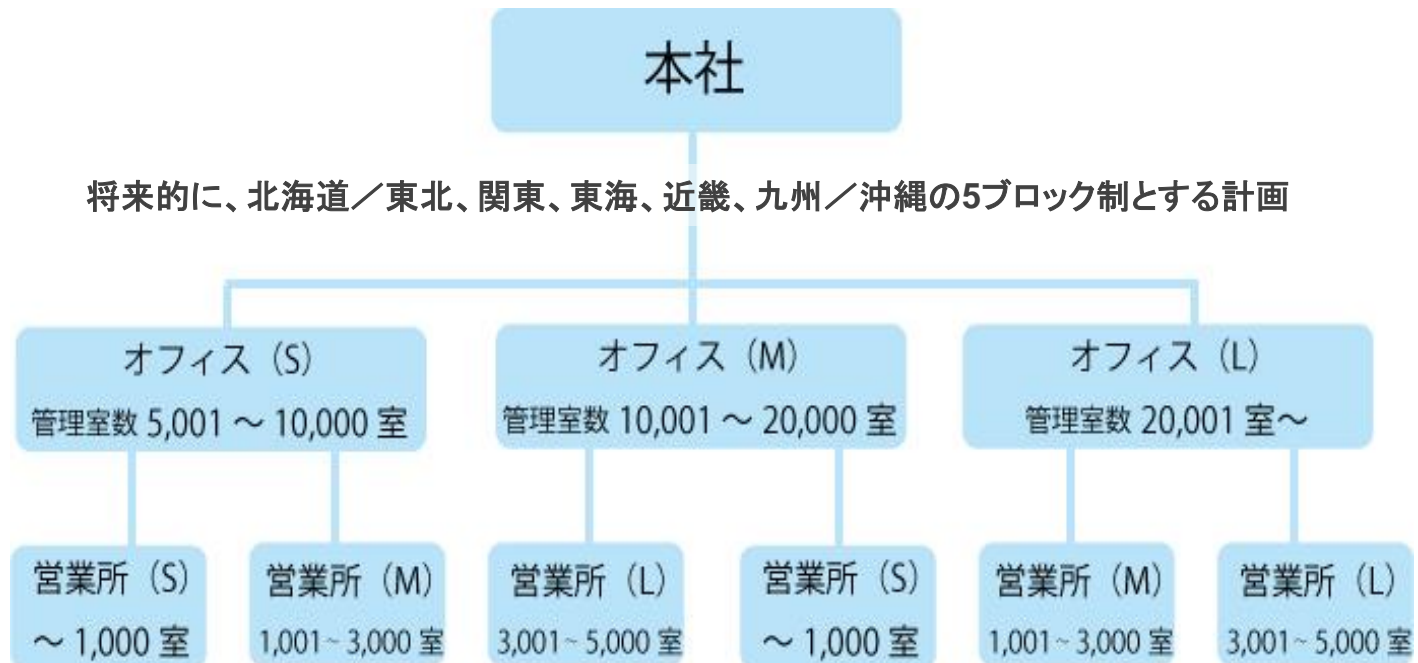 本社
将来的に、北海道／東北、関東、東海、近畿、九州／沖縄の5ブロック制とする計画
オフィス（S）
管理室数 5,001 ～ 10,000 室
オフィス（M）
管理室数 10,001 ～ 20,000 室
オフィス（L）
管理室数 20,001 室～
営業所（S）
～ 1,000 室
営業所（M）
1,001 ~ 3,000 室
営業所（L）
3,001 ~ 5,000 室
営業所（S）
～ 1,000 室
営業所（M）
1,001 ~ 3,000 室
営業所（L）
3,001 ~ 5,000 室